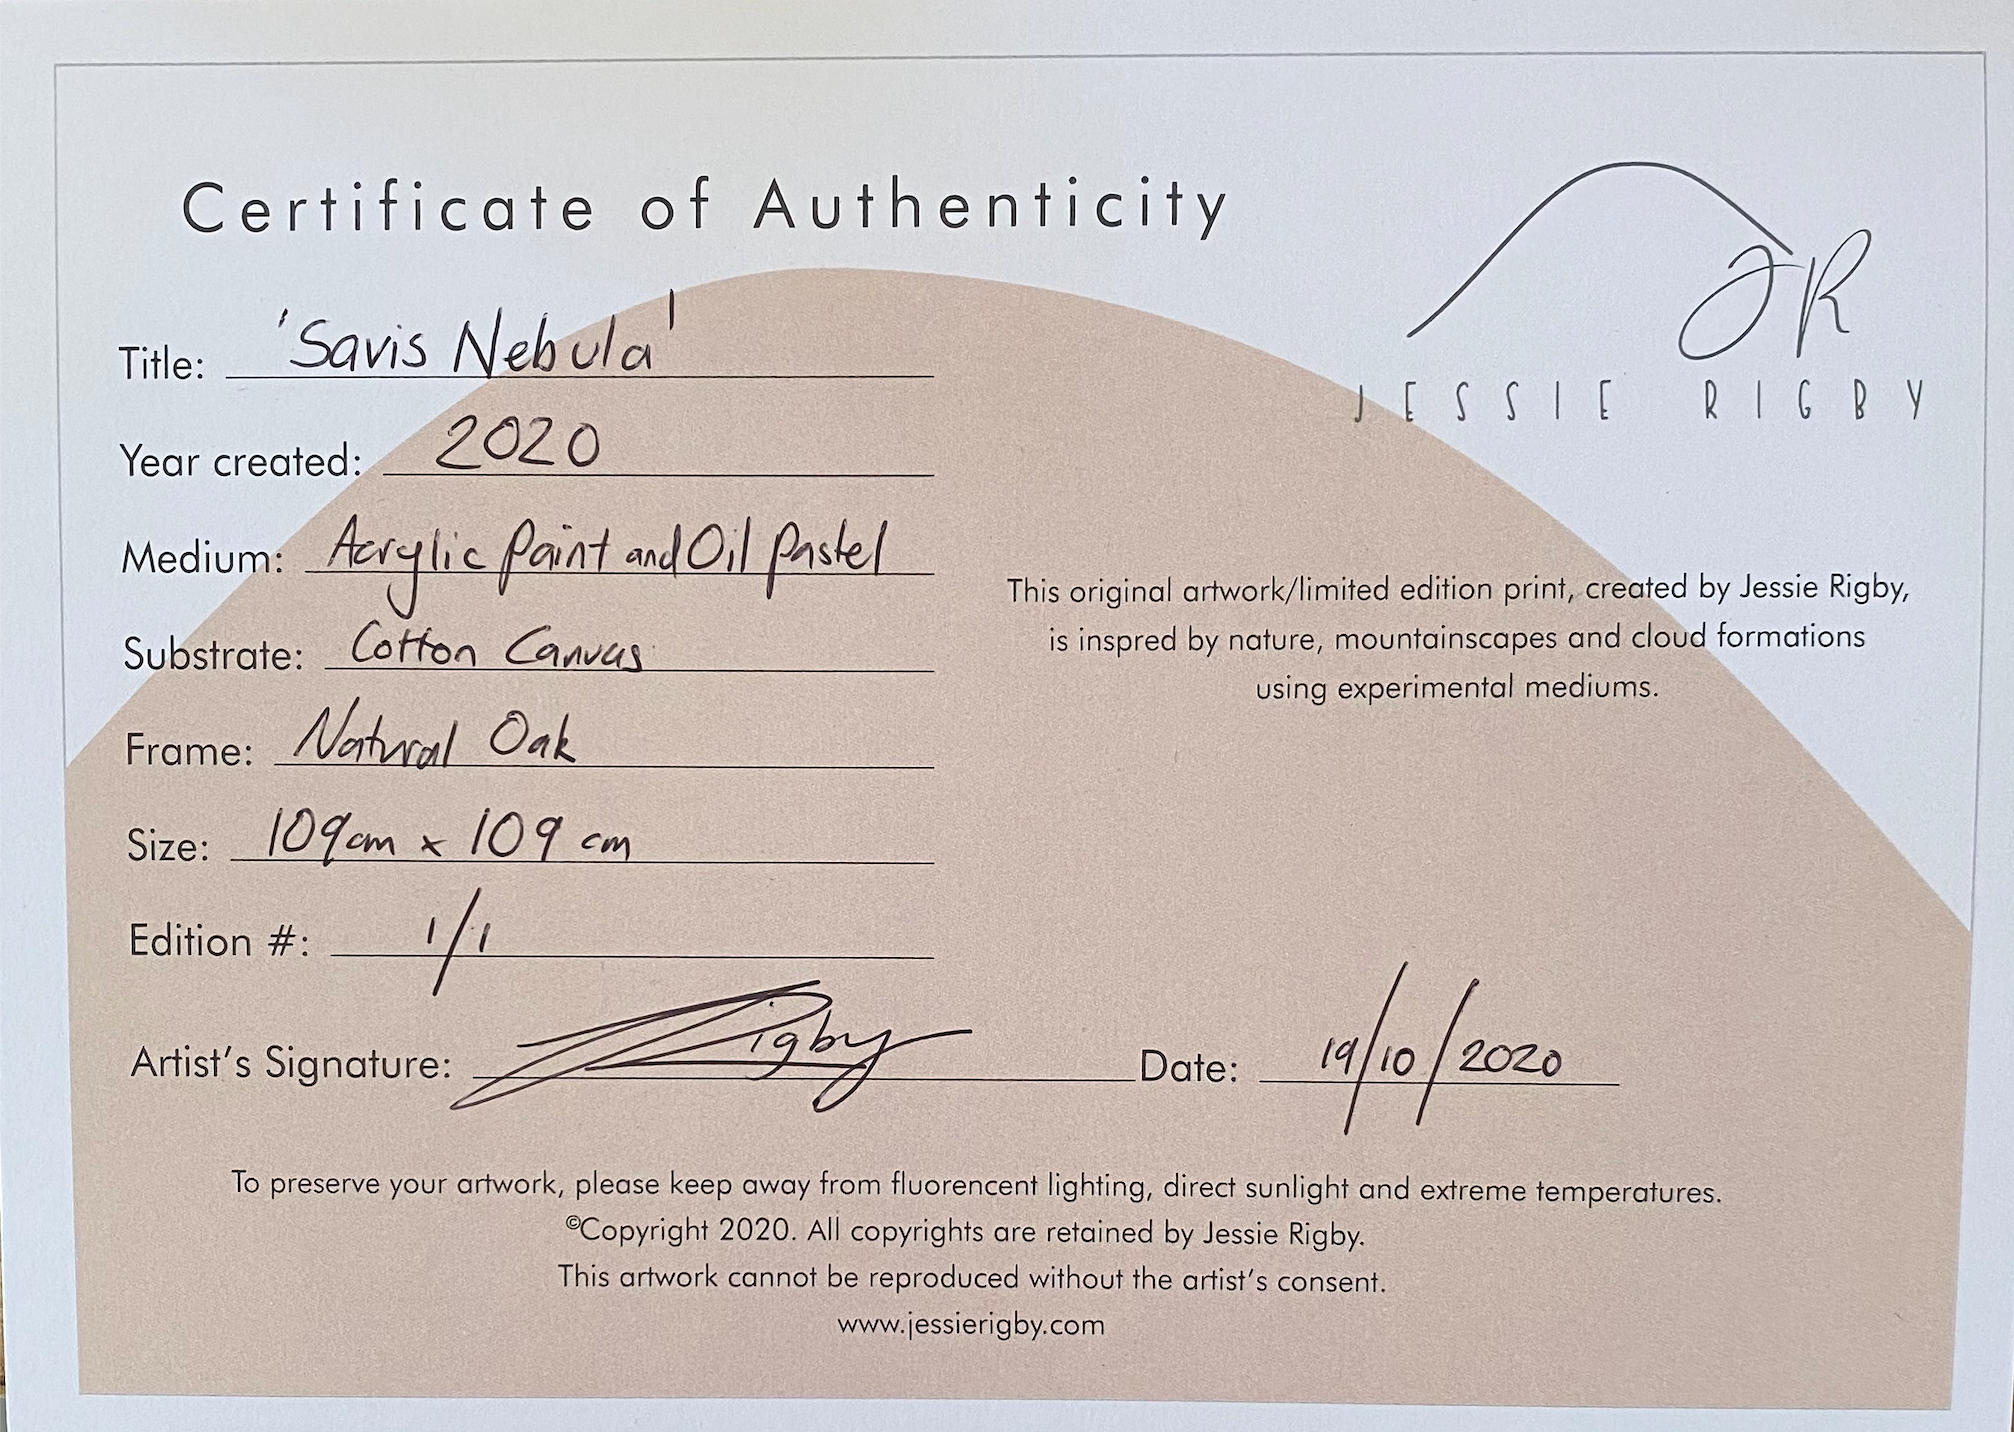 Certificate of Authenticity
JR
JESSIE RIGBY
Title: 'Savis Nebula'
Year created: 2020
Medium: Acrylic Paint and Oil Pastel
Substrate: Cotton Canvas
Frame: Natural Oak
Size: 109cm x 109 cm
Edition #: 1/1
This original artwork/limited edition print, created by Jessie Rigby,
is inspred by nature, mountainscapes and cloud formations
using experimental mediums.
Artist's Signature: Rigby Date: 19/10/2020
To preserve your artwork, please keep away from fluorencent lighting, direct sunlight and extreme temperatures.
©Copyright 2020. All copyrights are retained by Jessie Rigby.
This artwork cannot be reproduced without the artist's consent.
www.jessierigby.com